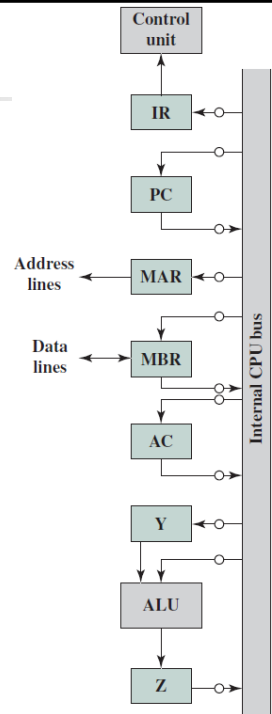 Control
unit
IR
PC
Address
lines
MAR
Data
lines
MBR
AC
Y
ALU
Z
Internal CPU bus